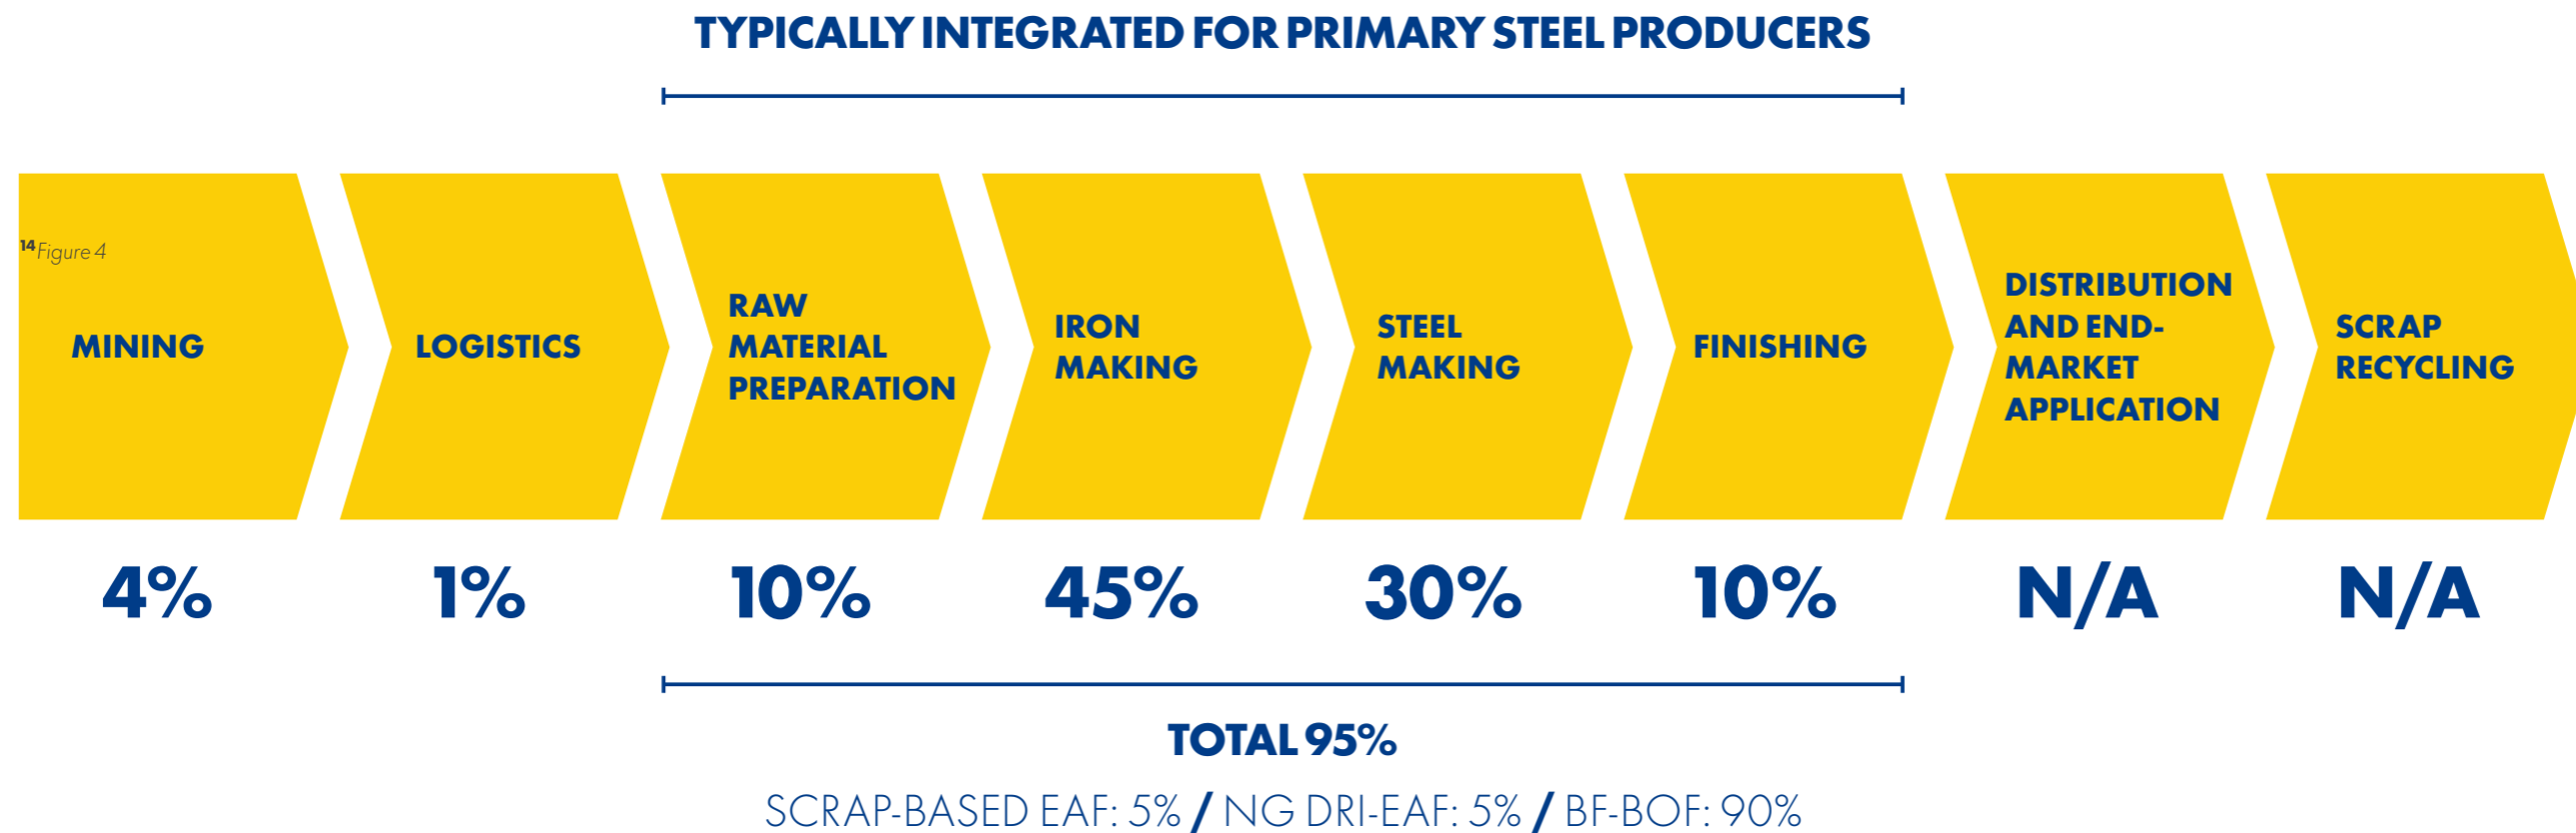 TYPICALLY INTEGRATED FOR PRIMARY STEEL PRODUCERS
14 Figure 4
MINING
LOGISTICS
RAW
MATERIAL
PREPARATION
IRON
MAKING
STEEL
MAKING
FINISHING
DISTRIBUTION
AND END-
MARKET
APPLICATION
SCRAP
RECYCLING
4%
1%
10%
45%
30%
10%
N/A
N/A
TOTAL 95%
SCRAP-BASED EAF: 5% / NG DRI-EAF: 5% / BF-BOF: 90%